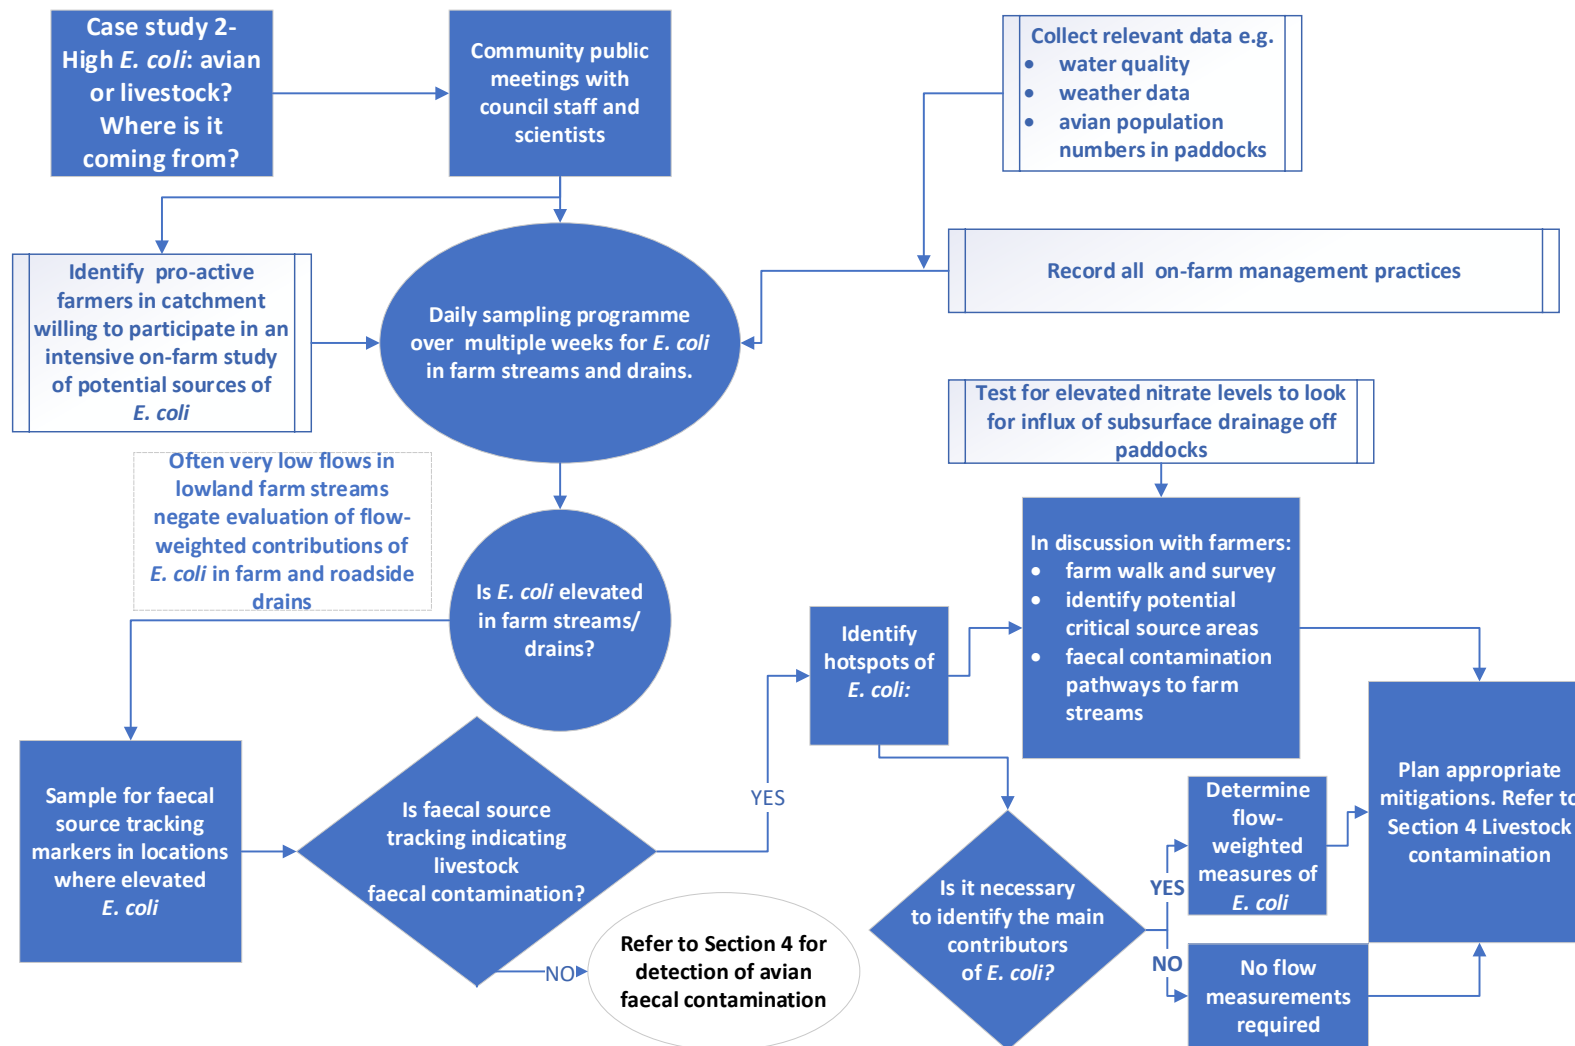 Case study 2-
High E. coli: avian
or livestock?
Where is it
coming from?
Community public
meetings with
council staff and
scientists
Collect relevant data e.g.
• water quality
• weather data
• avian population
numbers in paddocks
Identify pro-active
farmers in catchment
willing to participate in an
intensive on-farm study
of potential sources of
E. coli
Record all on-farm management practices
Daily sampling programme
over multiple weeks for E. coli
in farm streams and drains.
Test for elevated nitrate levels to look
for influx of subsurface drainage off
paddocks
Often very low flows in
lowland farm streams
negate evaluation of flow-
weighted contributions of
E. coli in farm and roadside
drains
Is E. coli elevated
in farm streams/
drains?
Identify
hotspots of
E. coli:
In discussion with farmers:
• farm walk and survey
• identify potential
critical source areas
• faecal contamination
pathways to farm
streams
Sample for faecal
source tracking
markers in locations
where elevated
E. coli
Is faecal source
tracking indicating
livestock
faecal contamination?
YES
NO
Refer to Section 4 for
detection of avian
faecal contamination
Is it necessary
to identify the main
contributors
of E. coli?
YES
NO
Determine
flow-
weighted
measures of
E. coli
No flow
measurements
required
Plan appropriate
mitigations. Refer to
Section 4 Livestock
contamination